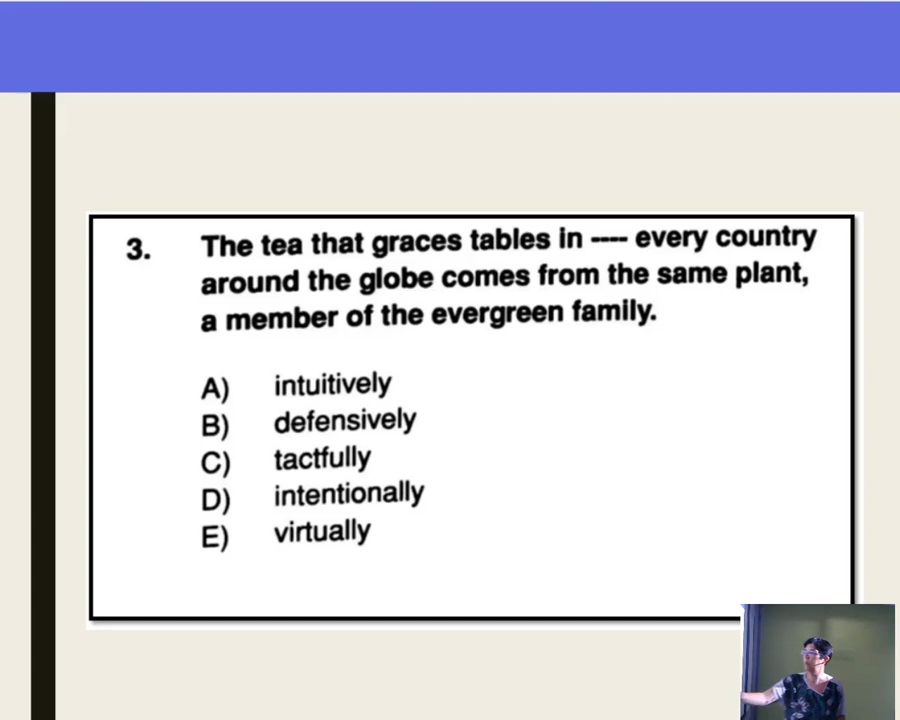 3. The tea that graces tables in ---- every country
around the globe comes from the same plant,
a member of the evergreen family.
A) intuitively
B) defensively
C) tactfully
D) intentionally
E) virtually